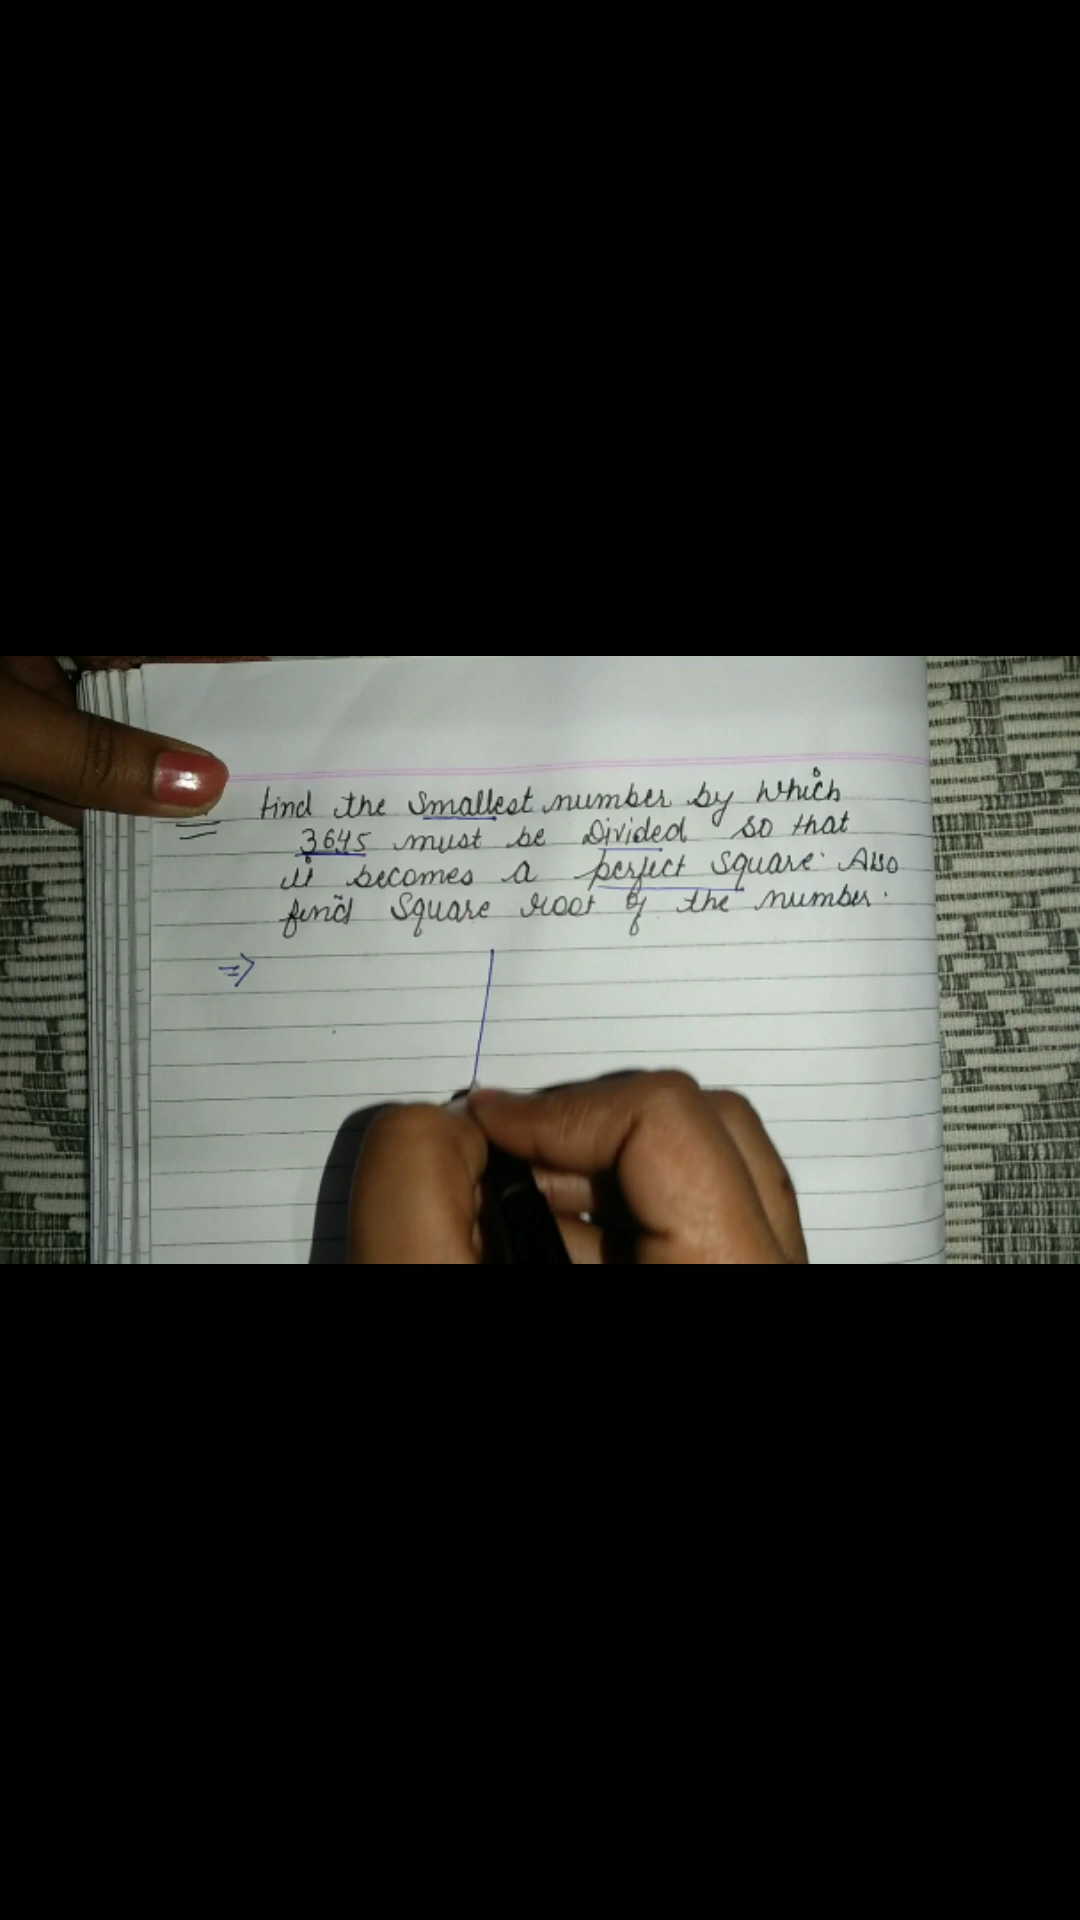 find the smallest number by which
3645 must be Divided so that
it becomes a perfect square. Also
find Square root of the number.
⇒